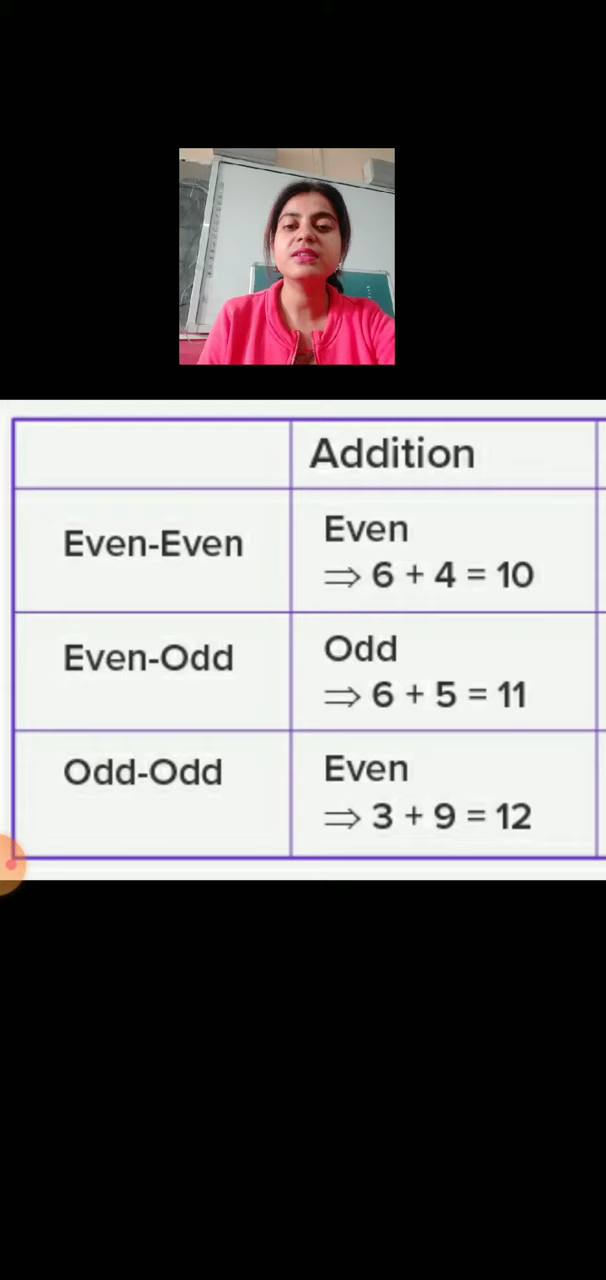 Addition
Even-Even
Even
⇒ 6 + 4 = 10
Even-Odd
Odd
⇒ 6 + 5 = 11
Odd-Odd
Even
⇒ 3 + 9 = 12